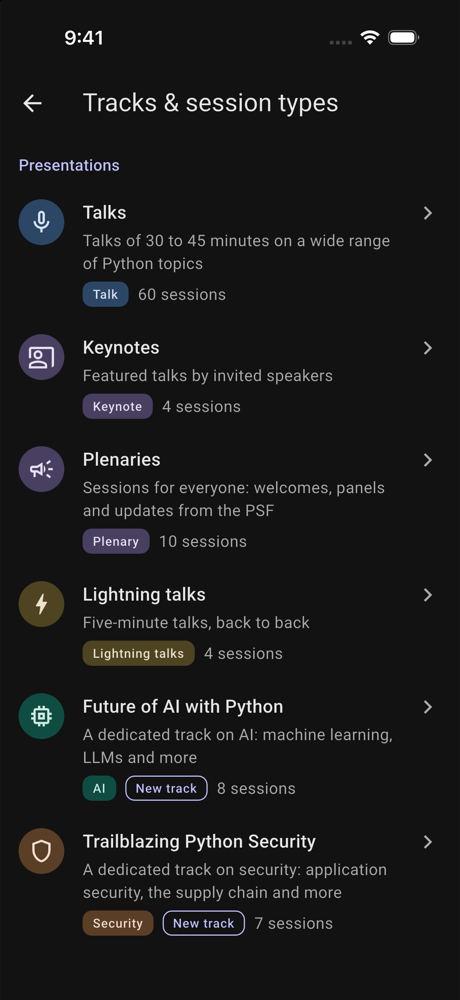 9:41
Tracks & session types
Presentations
Talks
Talks of 30 to 45 minutes on a wide range
of Python topics
Talk 60 sessions
Keynotes
Featured talks by invited speakers
Keynote 4 sessions
Plenaries
Sessions for everyone: welcomes, panels
and updates from the PSF
Plenary 10 sessions
Lightning talks
Five-minute talks, back to back
Lightning talks 4 sessions
Future of AI with Python
A dedicated track on AI: machine learning,
LLMs and more
AI New track 8 sessions
Trailblazing Python Security
A dedicated track on security: application
security, the supply chain and more
Security New track 7 sessions